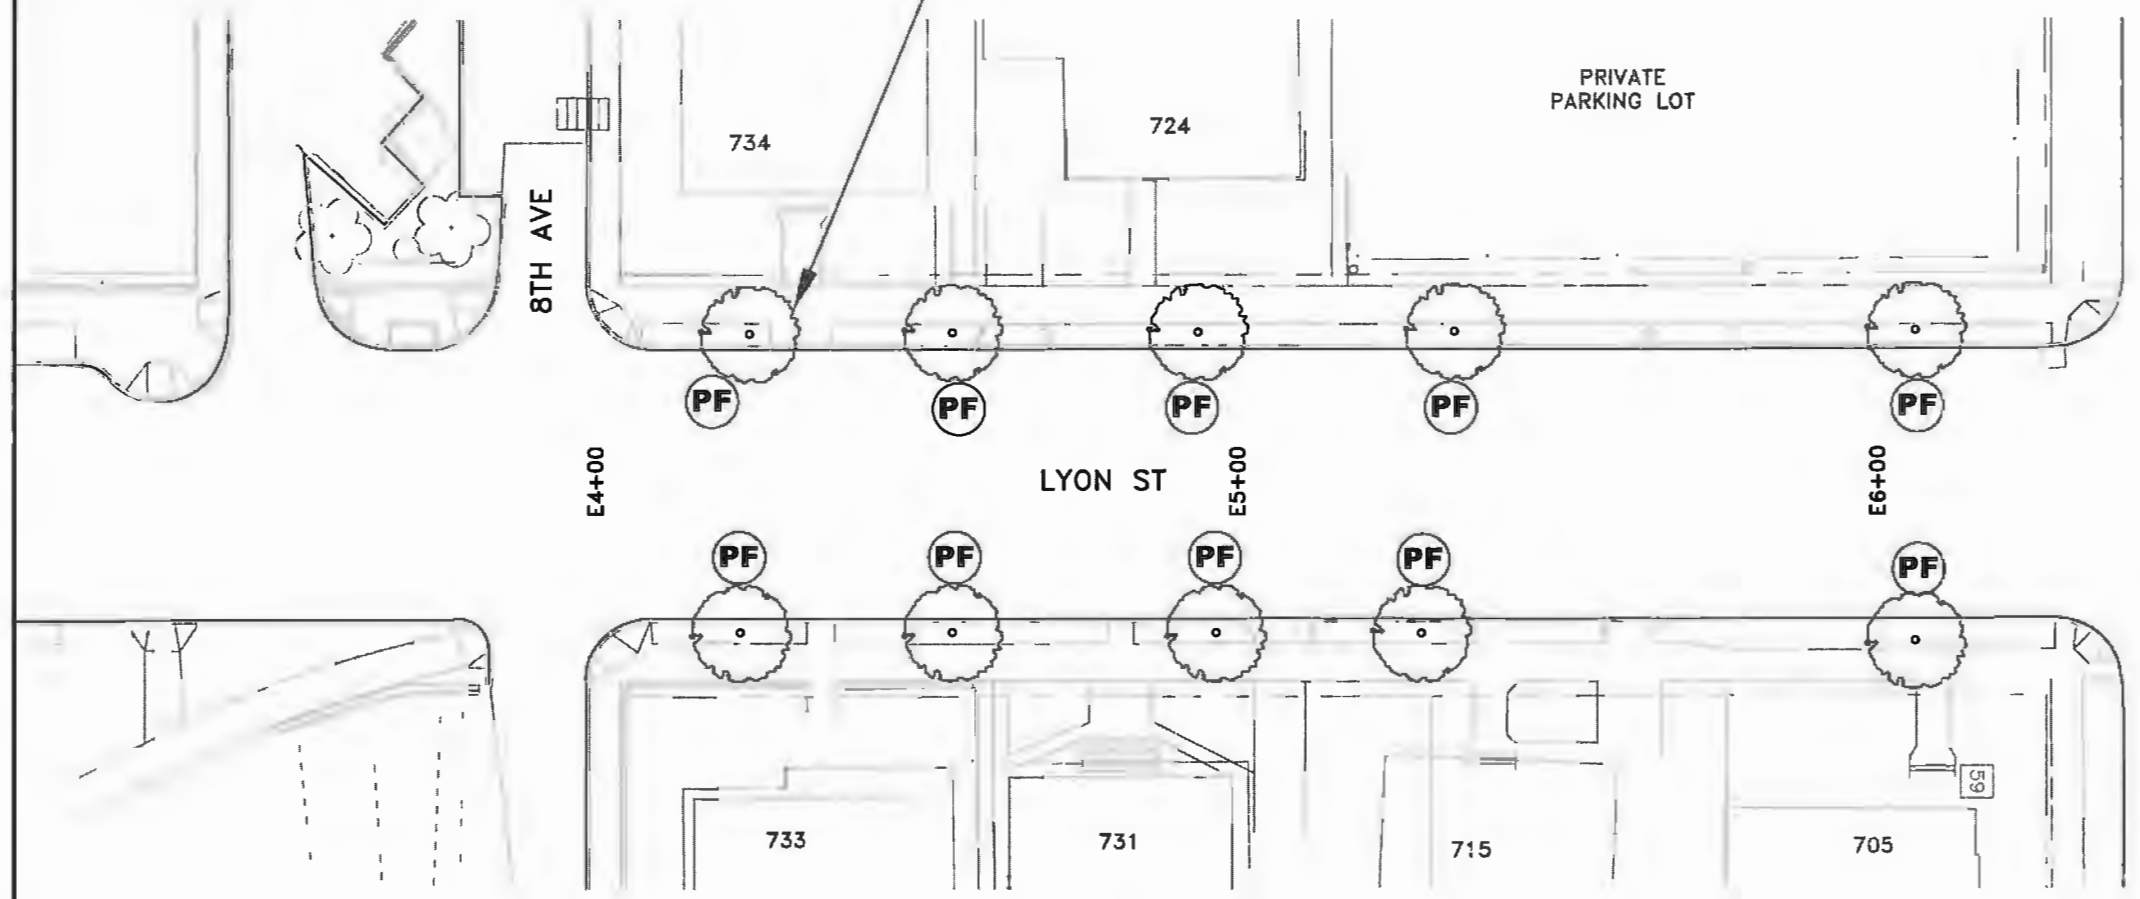 PRIVATE
PARKING LOT
734
724
8TH AVE
PF
PF
PF
PF
PF
E4+00
LYON ST
E5+00
E6+00
PF
PF
PF
PF
PF
59
733
731
715
705